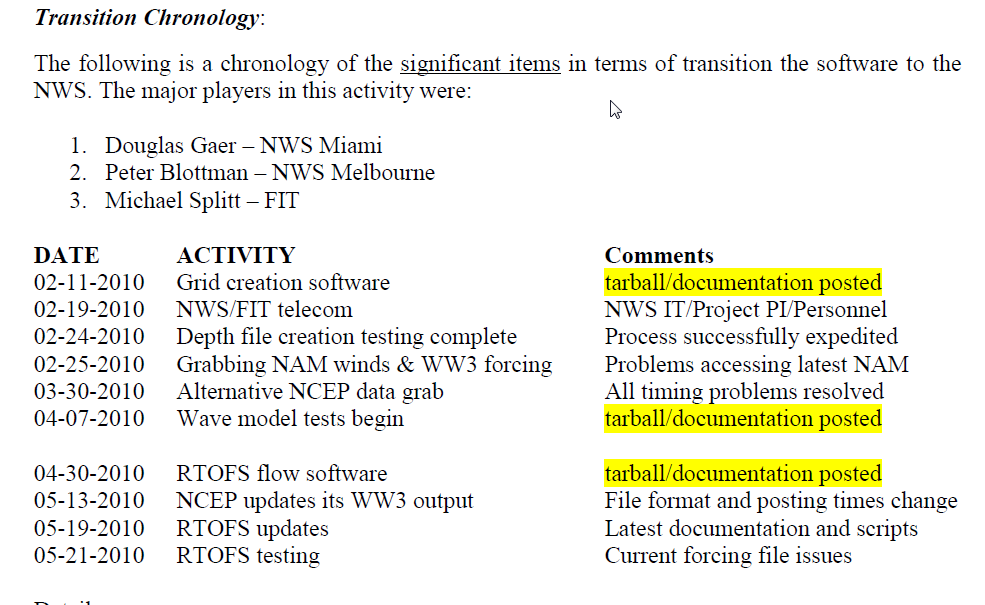 Transition Chronology:
The following is a chronology of the significant items in terms of transition the software to the
NWS. The major players in this activity were:
1. Douglas Gaer – NWS Miami
2. Peter Blottman – NWS Melbourne
3. Michael Splitt – FIT
DATE ACTIVITY Comments
02-11-2010 Grid creation software tarball/documentation posted
02-19-2010 NWS/FIT telecom NWS IT/Project PI/Personnel
02-24-2010 Depth file creation testing complete Process successfully expedited
02-25-2010 Grabbing NAM winds & WW3 forcing Problems accessing latest NAM
03-30-2010 Alternative NCEP data grab All timing problems resolved
04-07-2010 Wave model tests begin tarball/documentation posted
04-30-2010 RTOFS flow software tarball/documentation posted
05-13-2010 NCEP updates its WW3 output File format and posting times change
05-19-2010 RTOFS updates Latest documentation and scripts
05-21-2010 RTOFS testing Current forcing file issues